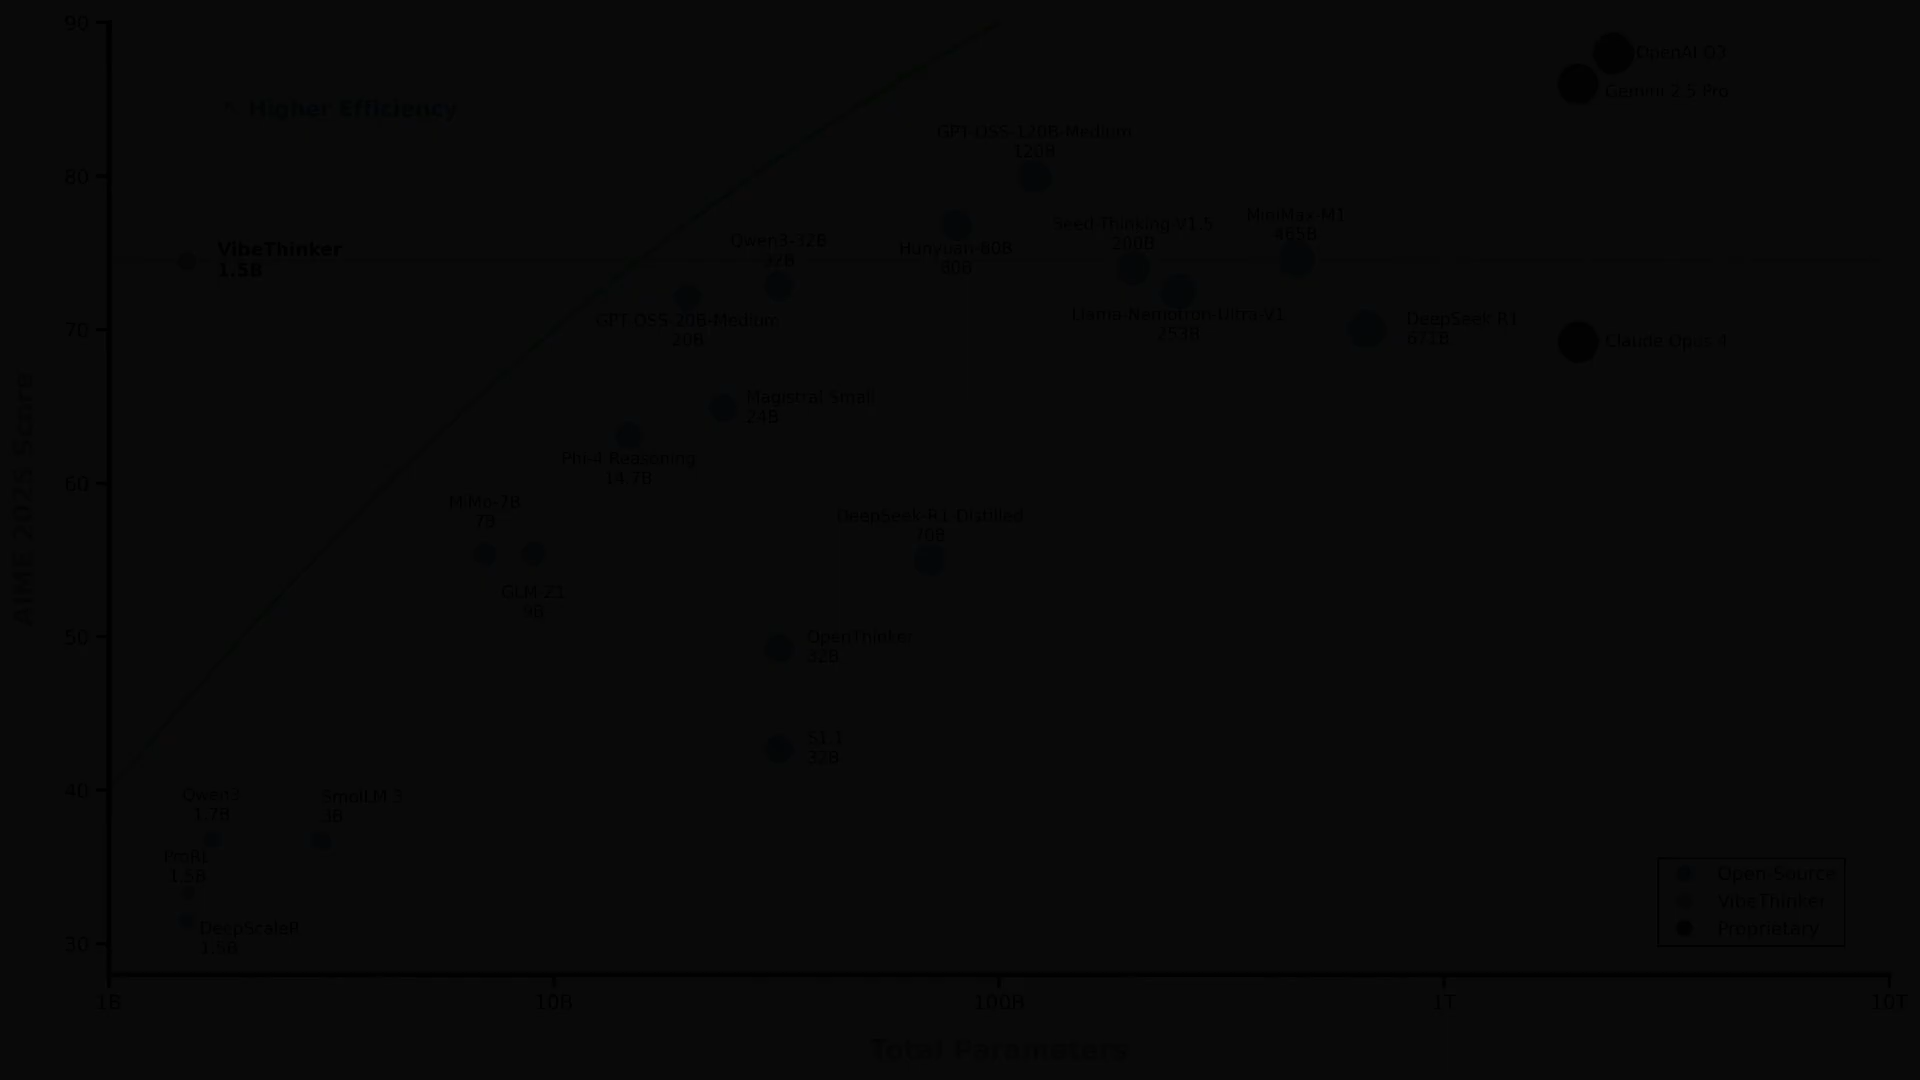 90
OpenAI O3
Gemini 2.5 Pro
Higher Efficiency
GPT-OSS-120B-Medium
120B
80
Seed-Thinking-V1.5
200B
MiniMax-M1
465B
VibeThinker
1.5B
Qwen3-32B
32B
Hunyuan-80B
80B
GPT-OSS-20B-Medium
20B
Llama-Nemotron-Ultra-V1
253B
70
DeepSeek R1
671B
Claude Opus 4
AIME 2025 Score
Magistral Small
24B
Phi-4 Reasoning
14.7B
60
MiMo-7B
7B
DeepSeek-R1-Distilled
70B
GLM-Z1
9B
50
OpenThinker
32B
S1.1
32B
40
Qwen3
1.7B
SmolLM 3
3B
ProRL
1.5B
DeepScaleR
1.5B
30
Open-Source
VibeThinker
Proprietary
1B
10B
100B
1T
10T
Total Parameters